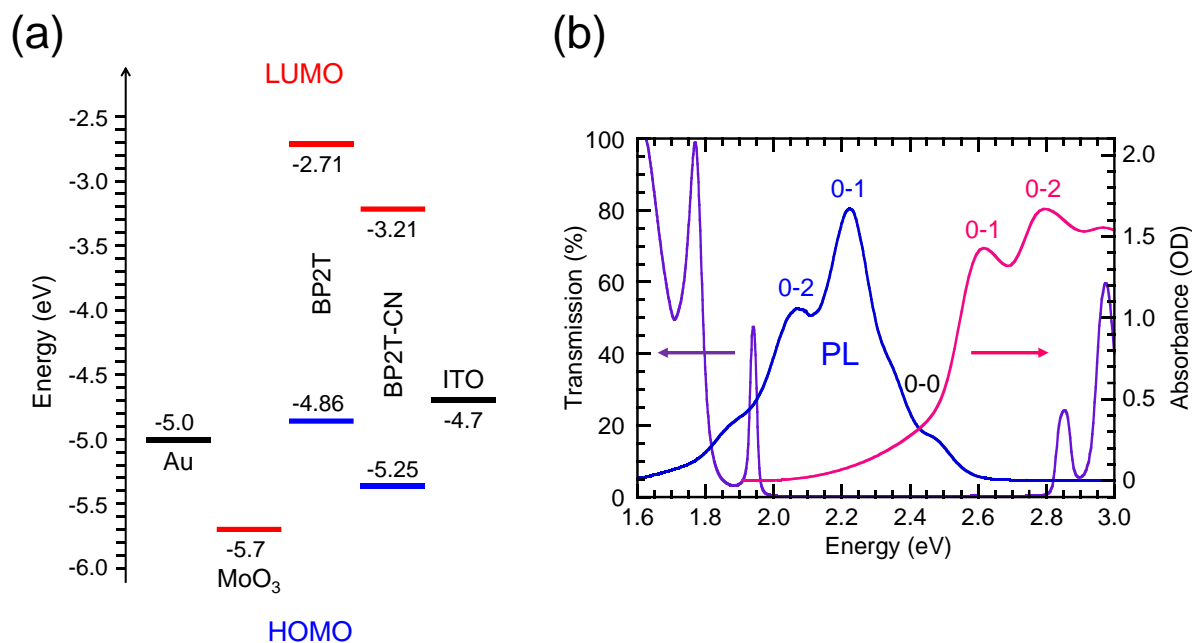 (a)
LUMO
Energy (eV)
-2.5
-3.0
-3.5
-4.0
-4.5
-5.0
-5.5
-6.0
-5.0
Au
-5.7
MoO₃
-2.71
BP2T
-4.86
-3.21
BP2T-CN
-5.25
ITO
-4.7
HOMO
(b)
Transmission (%)
100
80
60
40
20
0
0-2
0-1
PL
0-0
0-1
0-2
2.0
1.5
1.0
0.5
0
Absorbance (OD)
1.6
1.8
2.0
2.2
2.4
2.6
2.8
3.0
Energy (eV)